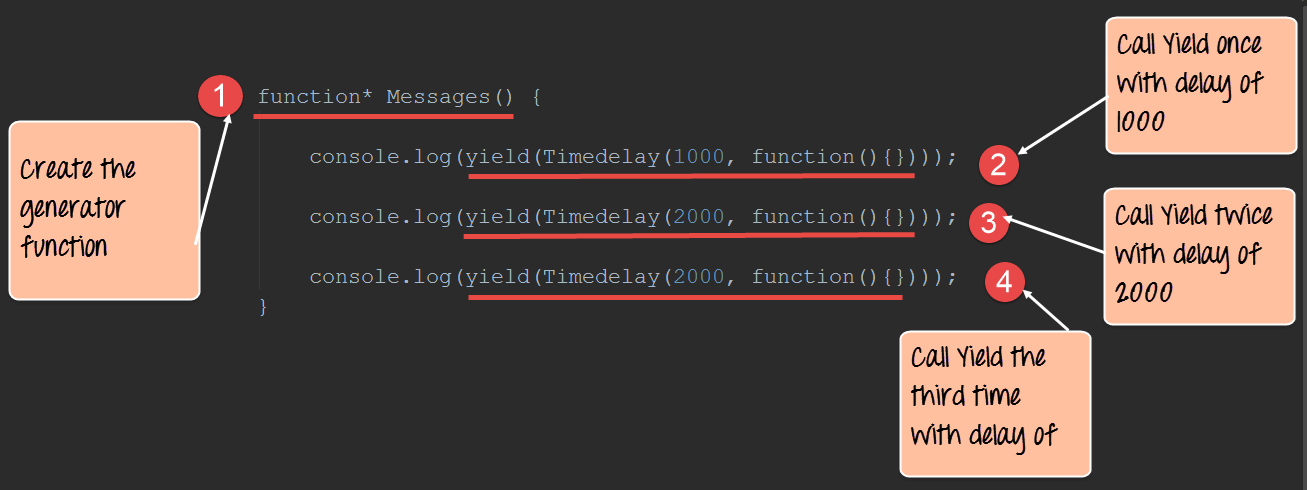 Call Yield once
with delay of
1000
1
function* Messages() {
Create the
generator
function
console.log(yield(Timedelay(1000, function(){})));
2
console.log(yield(Timedelay(2000, function(){})));
3
Call Yield twice
with delay of
2000
console.log(yield(Timedelay(2000, function(){})));
4
}
Call Yield the
third time
with delay of